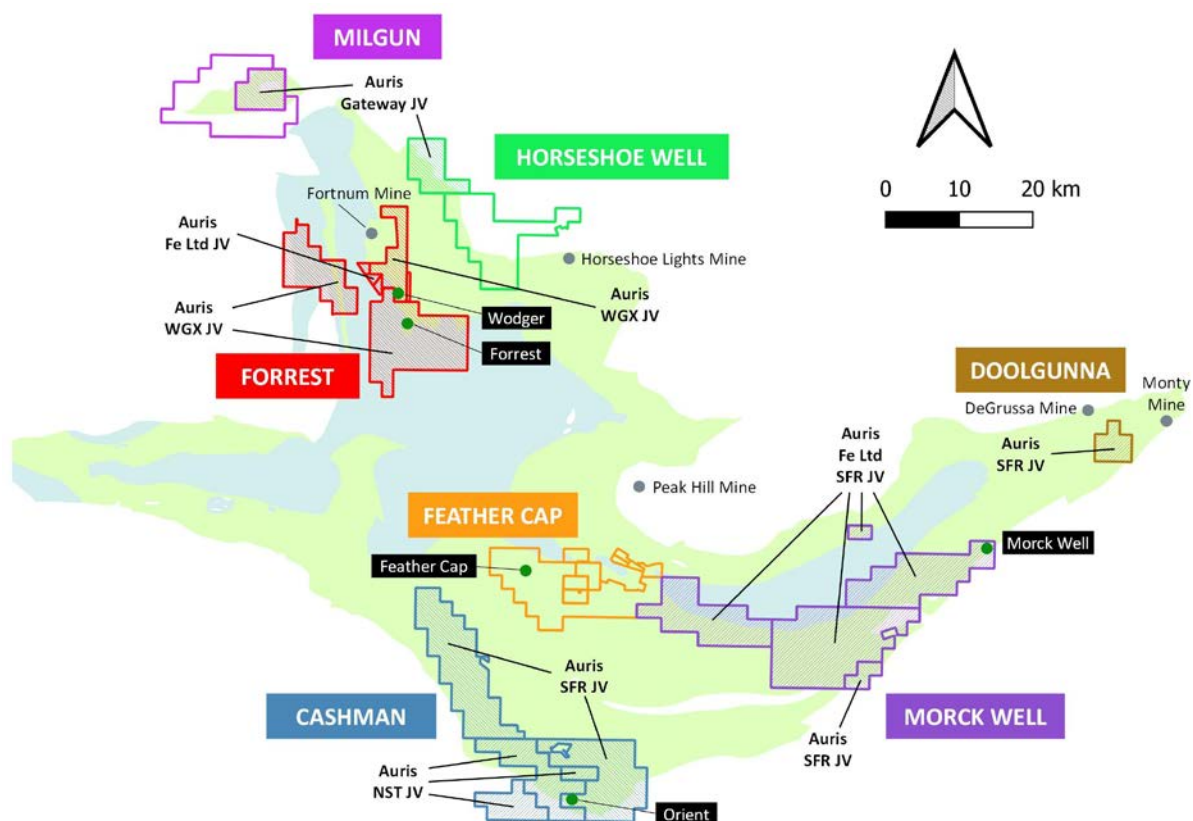 MILGUN
Auris
Gateway JV
HORSESHOE WELL
0 10 20 km
Fortnum Mine
Auris
Fe Ltd JV
Horseshoe Lights Mine
Auris
WGX JV
Wodger
Auris
WGX JV
Forrest
FORREST
DOOLGUNNA
Monty
Mine
DeGrussa Mine
Auris
SFR JV
Auris
Fe Ltd
SFR JV
Peak Hill Mine
FEATHER CAP
Feather Cap
Morck Well
Auris
SFR JV
CASHMAN
MORCK WELL
Auris
SFR JV
Auris
NST JV
Orient